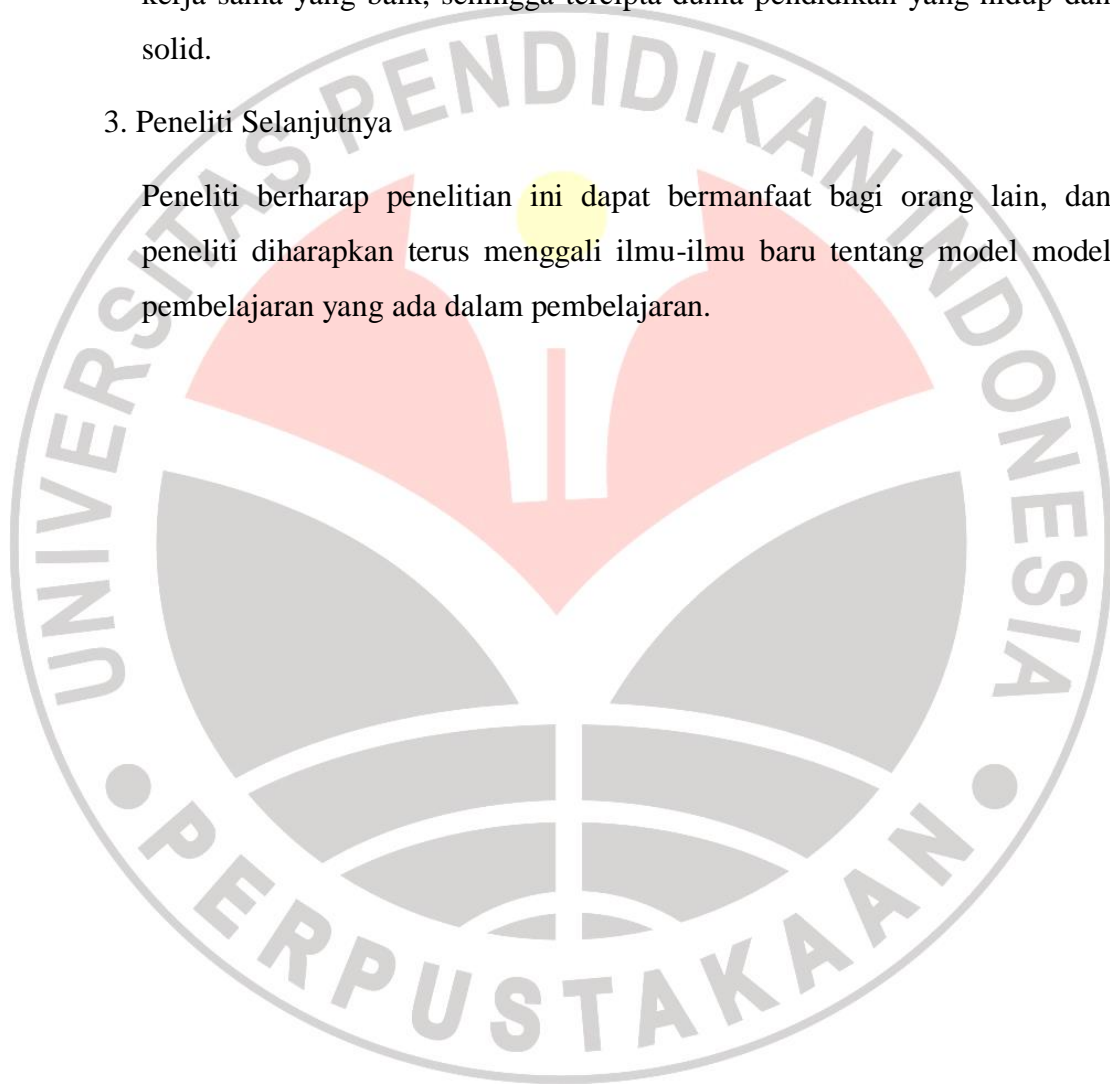 kerja sama yang baik, sehingga tercipta dunia pendidikan yang hidup dan
solid.
3. Peneliti Selanjutnya
Peneliti berharap penelitian ini dapat bermanfaat bagi orang lain, dan
peneliti diharapkan terus menggali ilmu-ilmu baru tentang model model
pembelajaran yang ada dalam pembelajaran.
UNIVERSITAS PENDIDIKAN INDONESIA
PERPUSTAKAAN